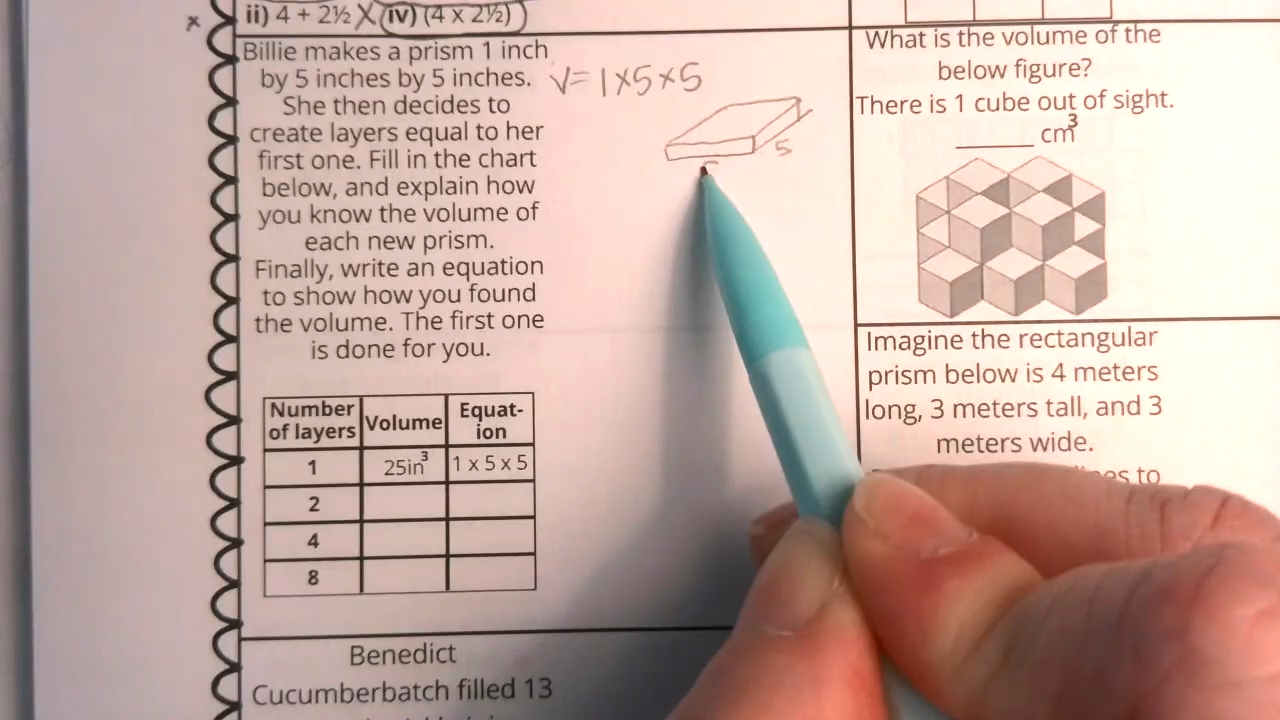 ii) 4 + 2½ X iv) (4 x 2½)
x
Billie makes a prism 1 inch
by 5 inches by 5 inches.
She then decides to
create layers equal to her
first one. Fill in the chart
below, and explain how
you know the volume of
each new prism.
Finally, write an equation
to show how you found
the volume. The first one
is done for you.
V=1x5x5
5
Number
of layers
Volume
Equat-
ion
1 25in³ 1 x 5 x 5
2
4
8
Benedict
Cucumberbatch filled 13
What is the volume of the
below figure?
There is 1 cube out of sight.
______ cm³
Imagine the rectangular
prism below is 4 meters
long, 3 meters tall, and 3
meters wide.
to